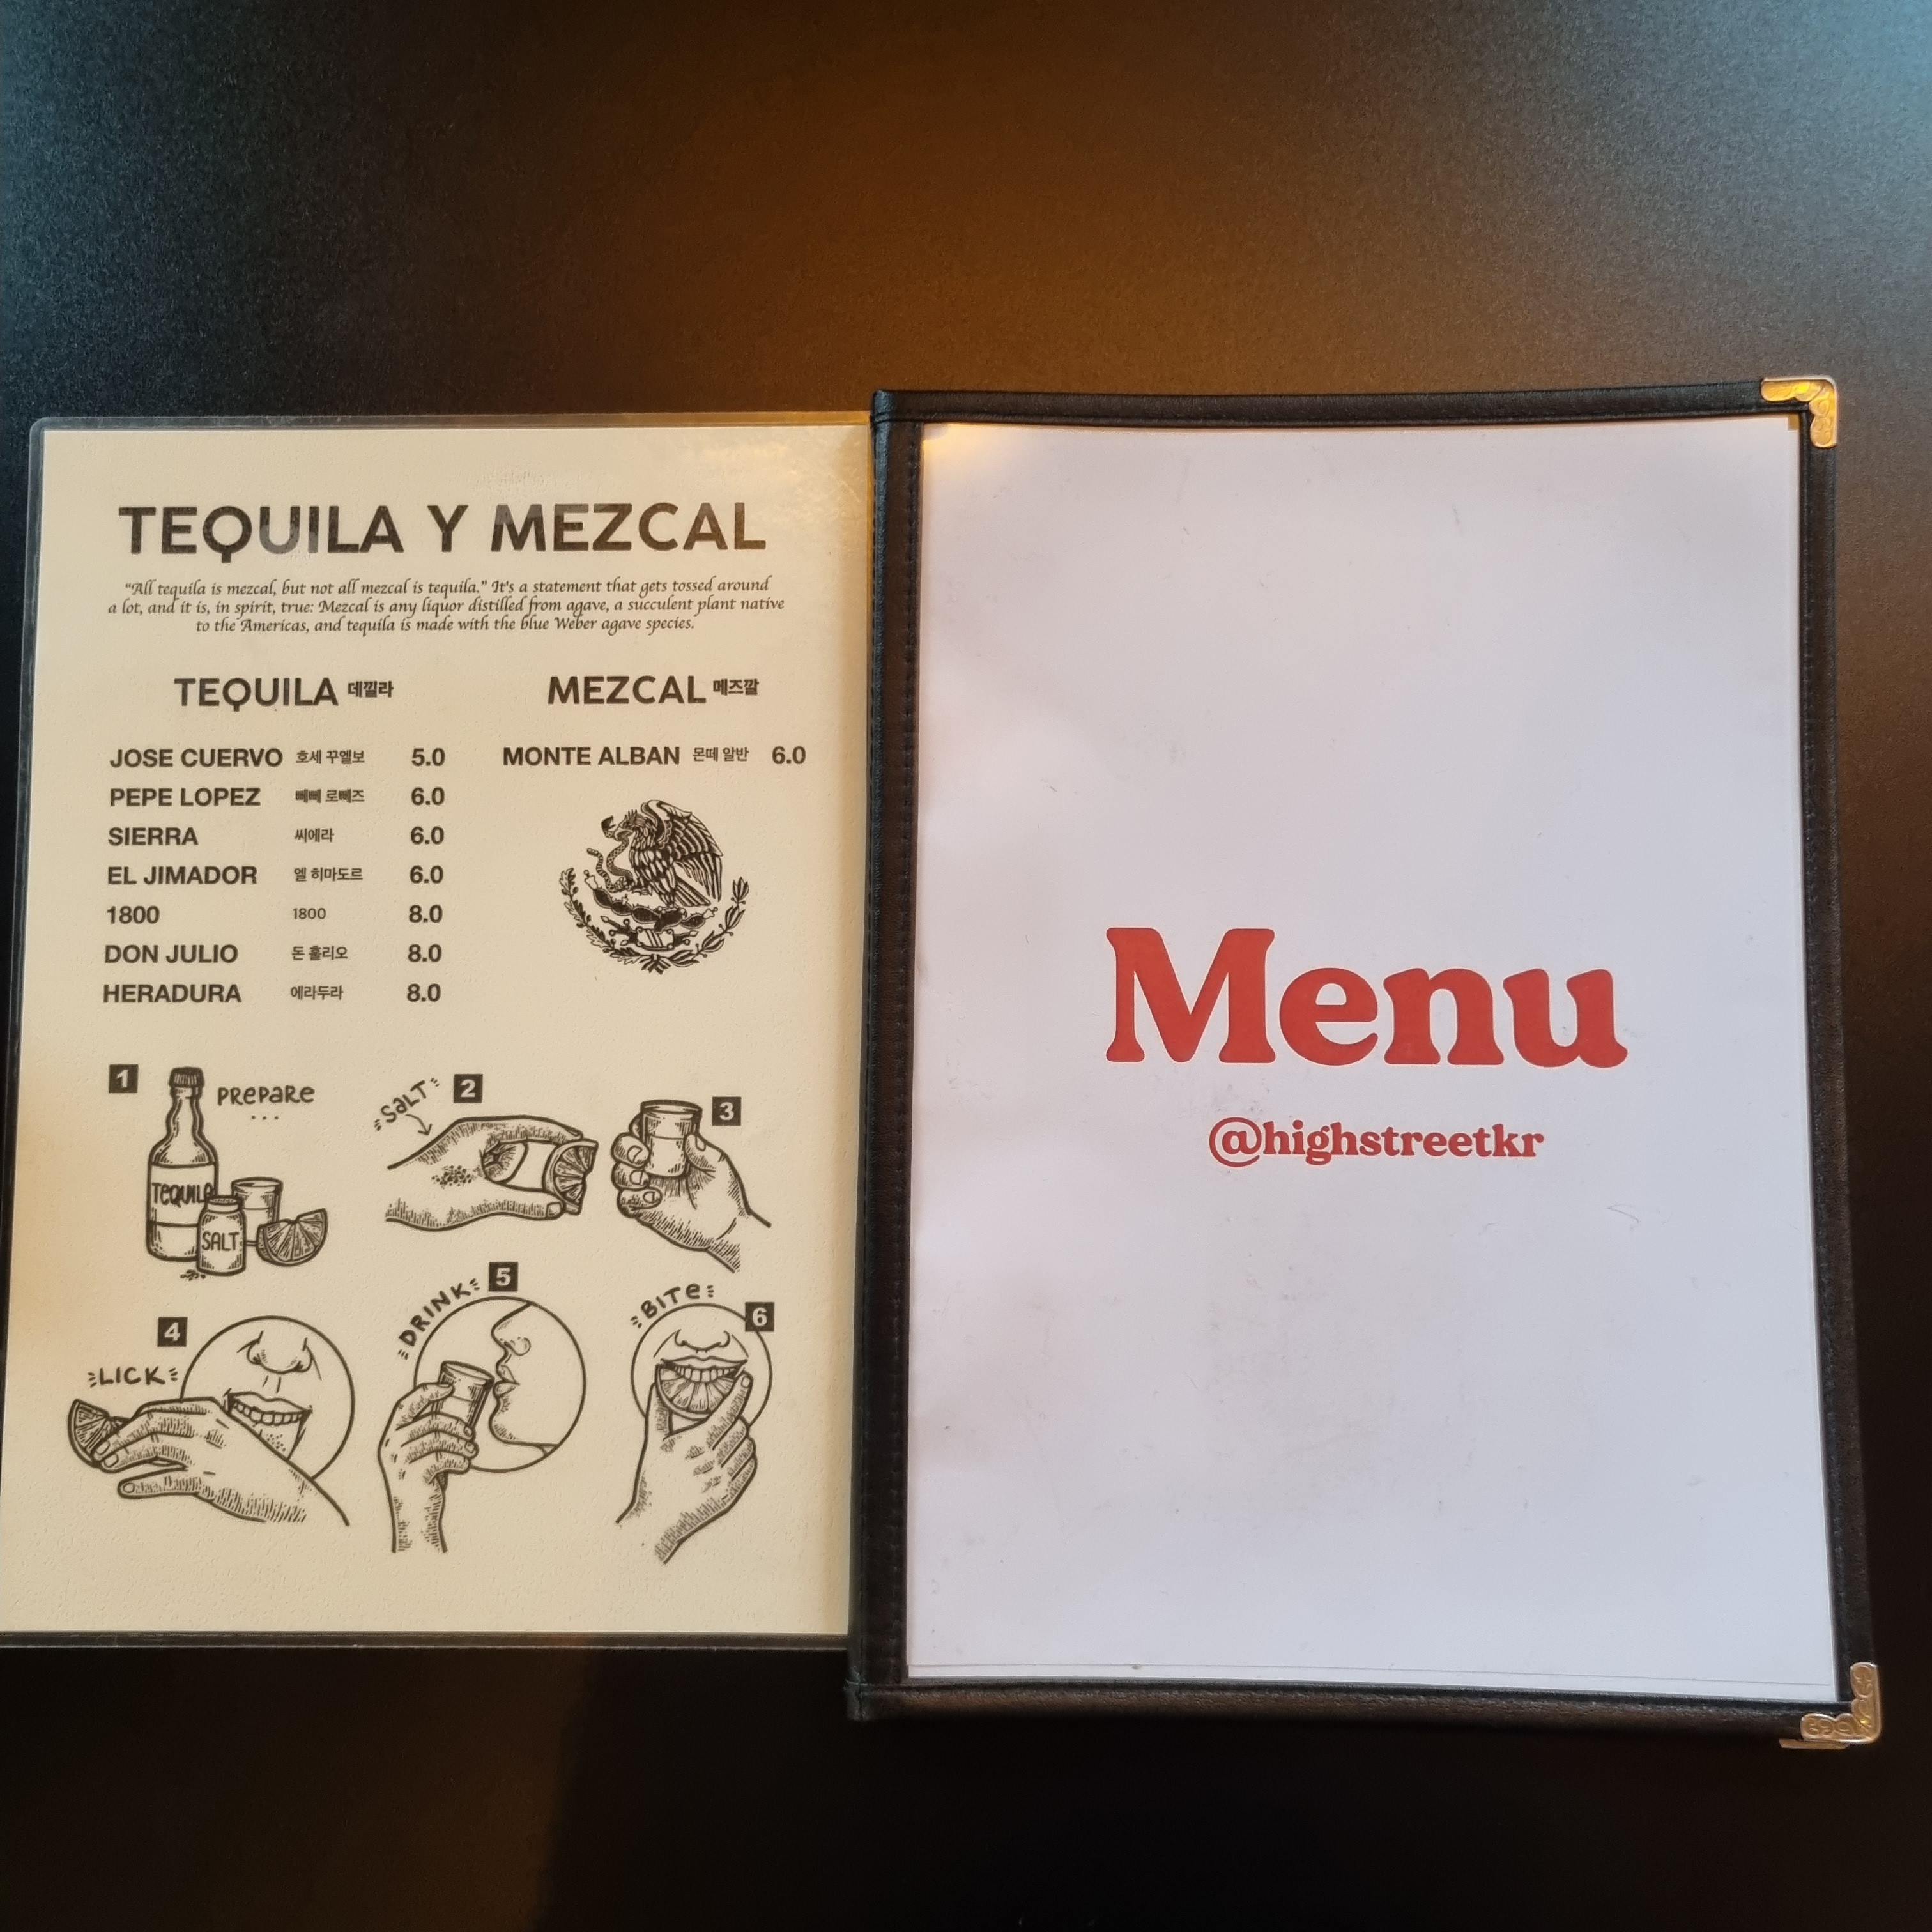 TEQUILA Y MEZCAL
"All tequila is mezcal, but not all mezcal is tequila." It's a statement that gets tossed around
a lot, and it is, in spirit, true: Mezcal is any liquor distilled from agave, a succulent plant native
to the Americas, and tequila is made with the blue Weber agave species.
TEQUILA 데낄라
JOSE CUERVO 호세 꾸엘보 5.0
PEPE LOPEZ 뻬뻬 로뻬즈 6.0
SIERRA 씨에라 6.0
EL JIMADOR 엘 히마도르 6.0
1800 1800 8.0
DON JULIO 돈 훌리오 8.0
HERADURA 에라두라 8.0
MEZCAL 메즈깔
MONTE ALBAN 몬떼 알반 6.0
1 PREPARE ...
TEQUILA
SALT
SALT 2
3
4
LICK
DRINK 5
BITE 6
Menu
@highstreetkr